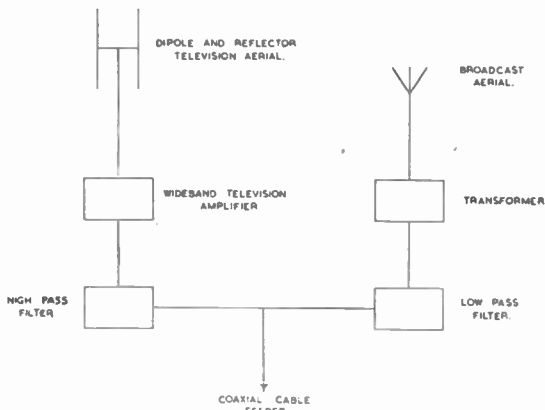 DIPOLE AND REFLECTOR
TELEVISION AERIAL.
BROADCAST
AERIAL.
WIDEBAND TELEVISION
AMPLIFIER
TRANSFORMER
HIGH PASS
FILTER
LOW PASS
FILTER.
COAXIAL CABLE